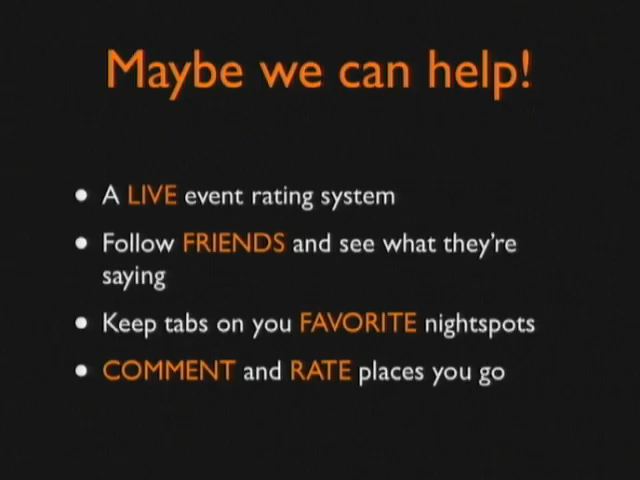 Maybe we can help!
• A LIVE event rating system
• Follow FRIENDS and see what they're
saying
• Keep tabs on you FAVORITE nightspots
• COMMENT and RATE places you go